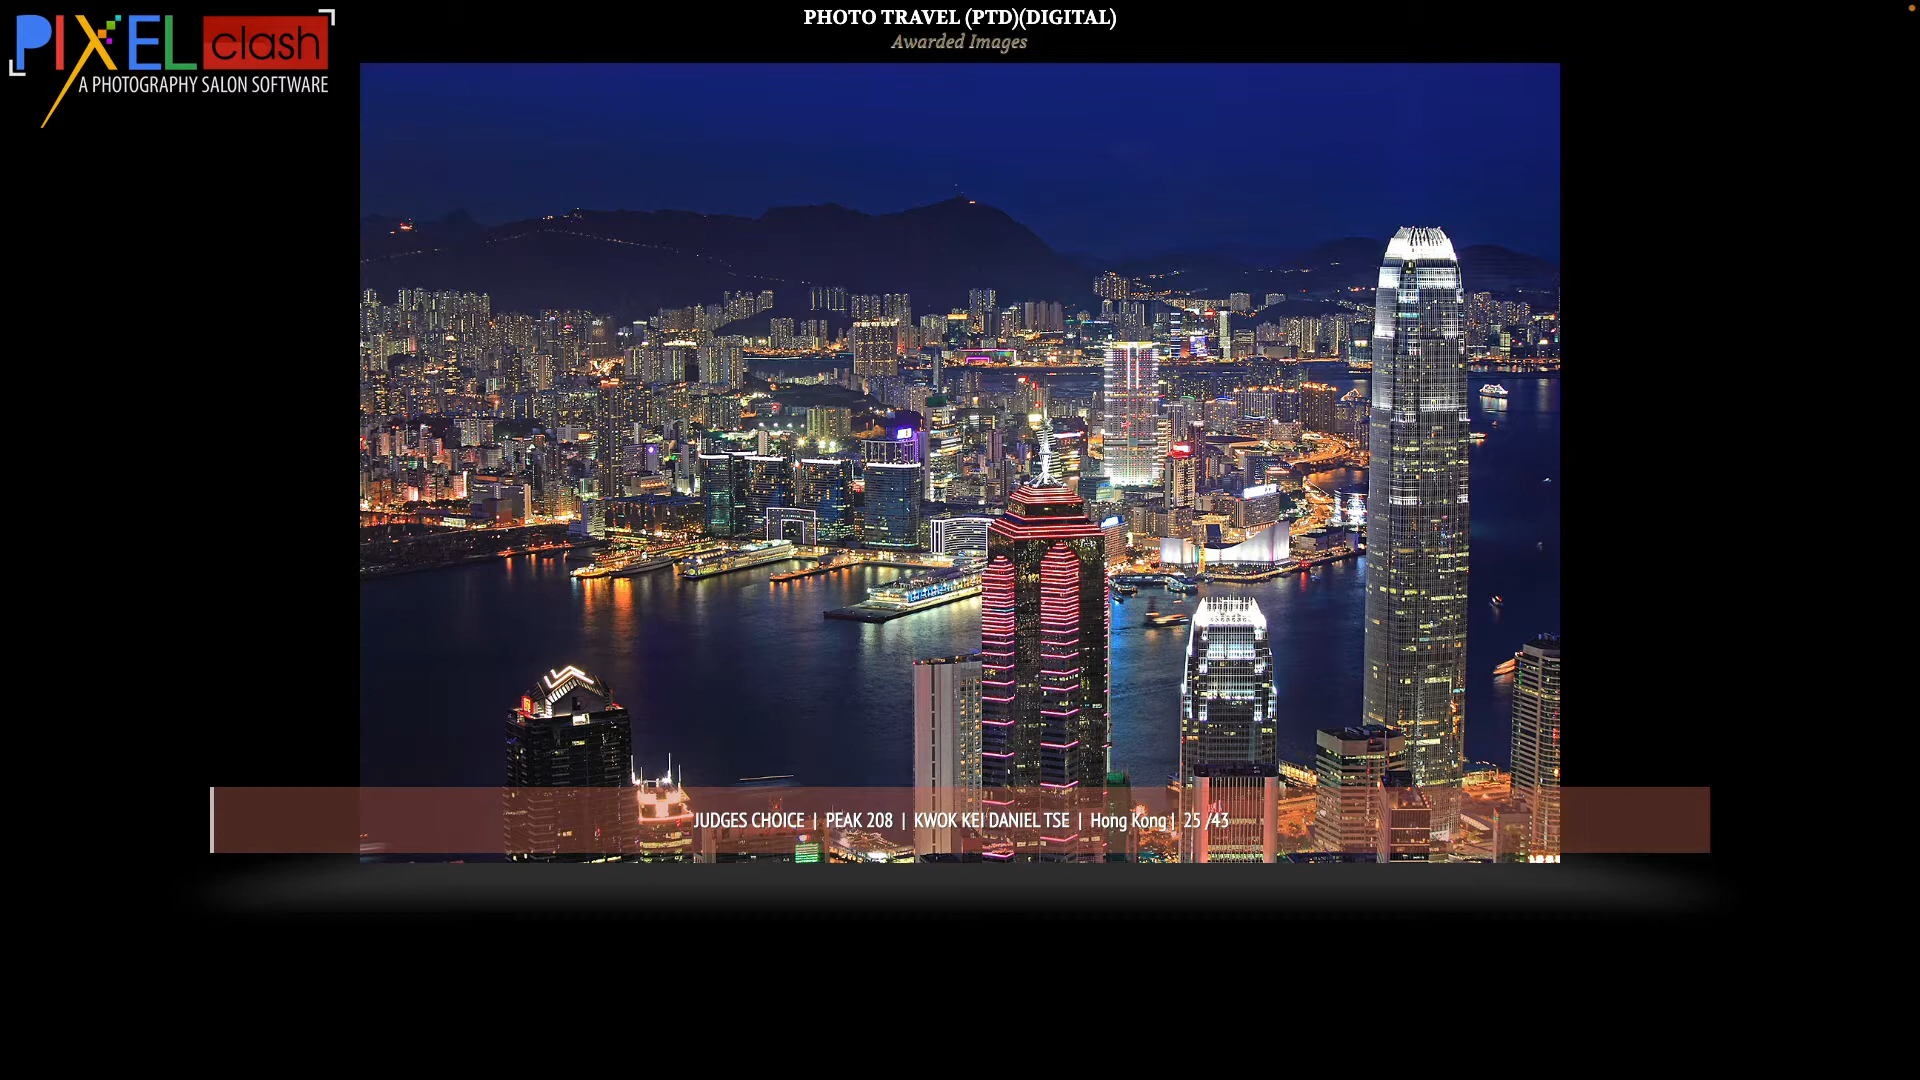 PIXEL clash
A PHOTOGRAPHY SALON SOFTWARE
PHOTO TRAVEL (PTD)(DIGITAL)
Awarded Images
JUDGES CHOICE | PEAK 208 | KWOK KEI DANIEL TSE | Hong Kong | 25 /43